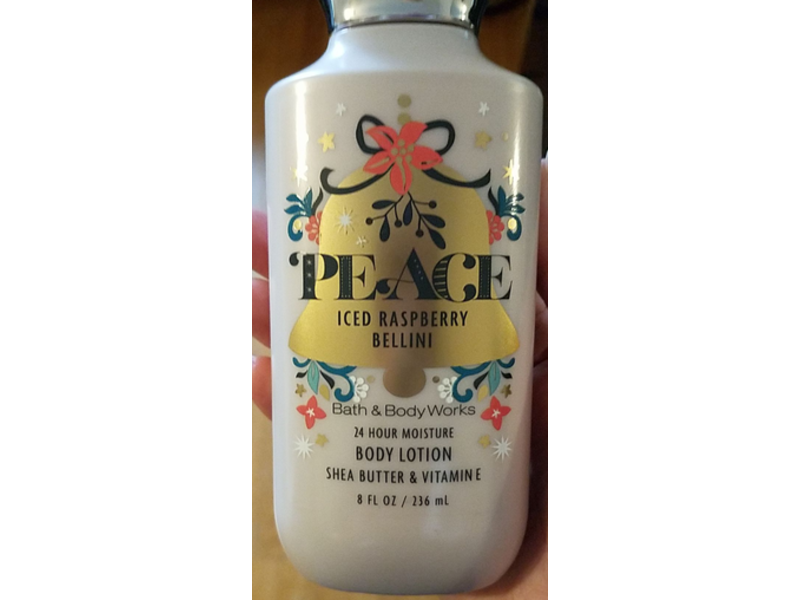 PEACE
ICED RASPBERRY
BELLINI
Bath & Body Works
24 HOUR MOISTURE
BODY LOTION
SHEA BUTTER & VITAMIN E
8 FL OZ / 236 mL